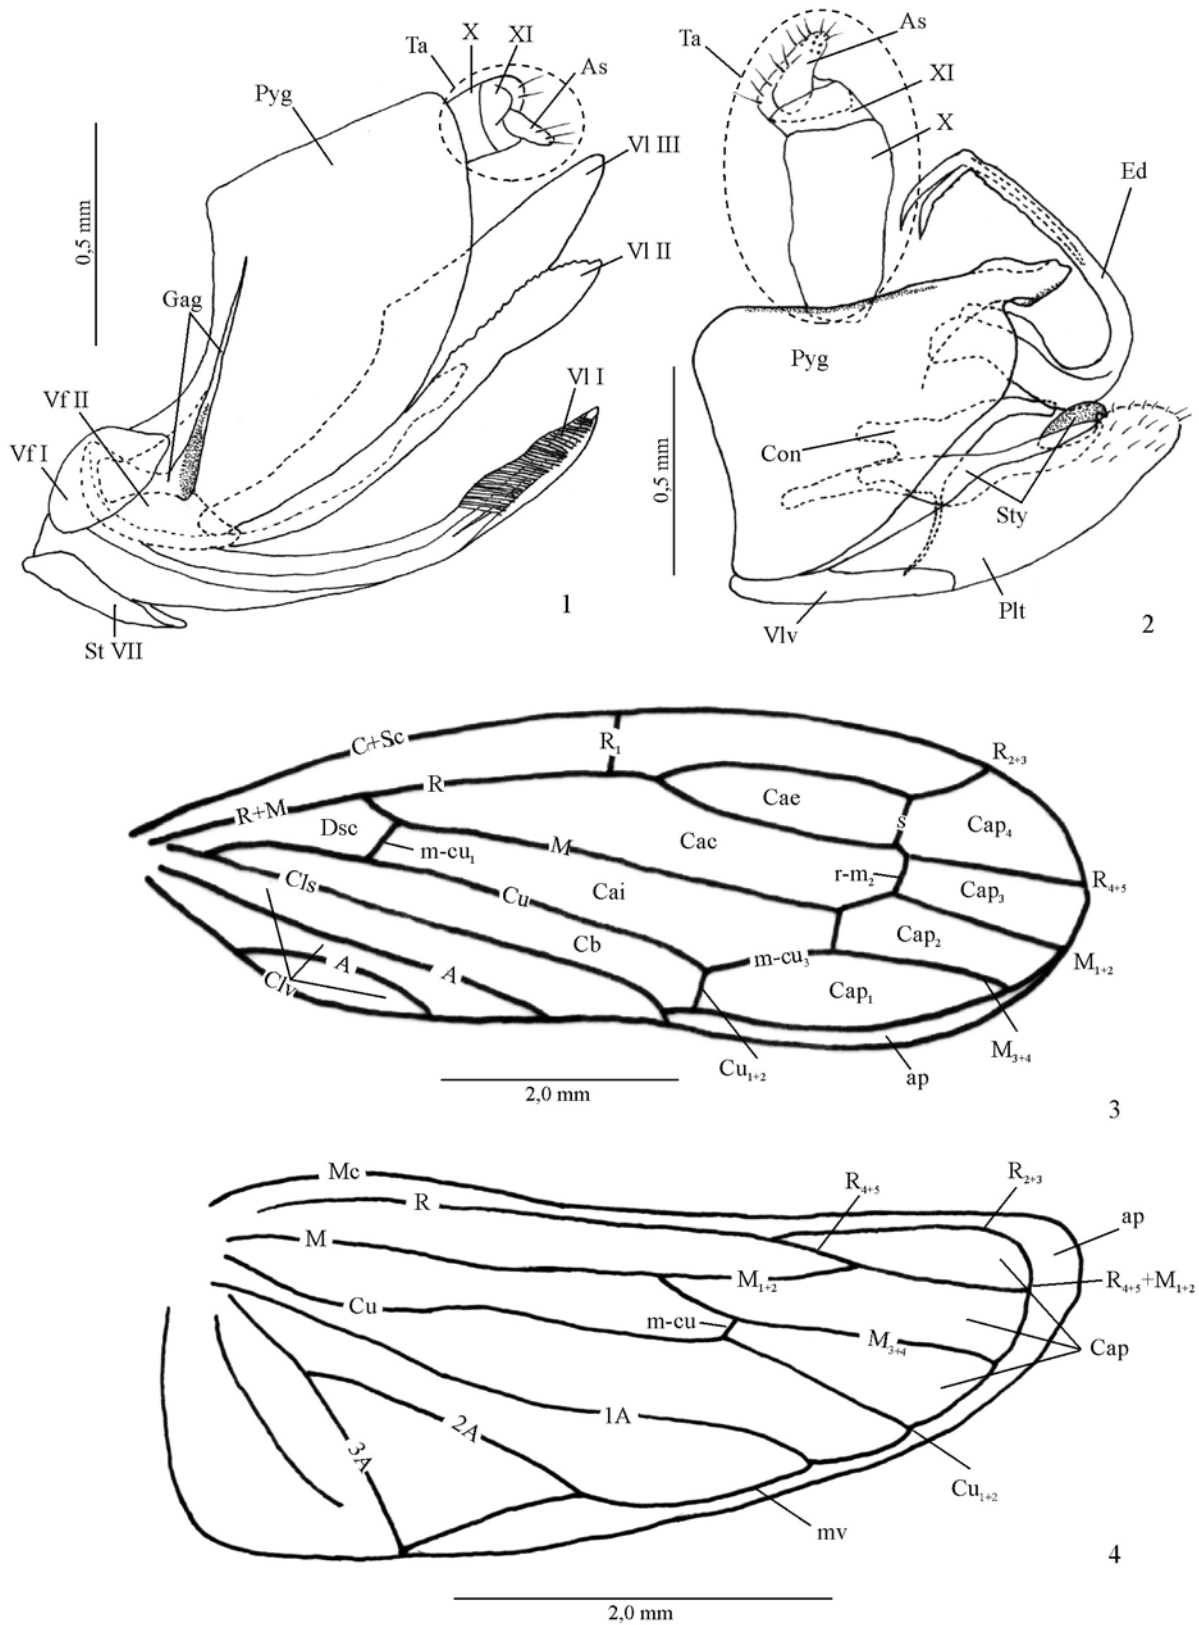 Ta
X
XI
As
Pyg
Vl III
0,5 mm
Vl II
Gag
Vl I
Vf II
Vf I
St VII
1
Ta
As
XI
X
Ed
Pyg
Con
0,5 mm
Sty
Plt
Vlv
2
C+Sc
R₁
R₂₊₃
R
R+M
Cae
Dsc
s
Cap₄
m-cu₁
M
Cac
r-m₂
R₄₊₅
Cls
Cu
Cai
Cap₃
Cb
Cap₂
m-cu₃
M₁₊₂
A
A
Clv
Cap₁
M₃₊₄
Cu₁₊₂
ap
2,0 mm
3
Mc
R₄₊₅
R₂₊₃
R
ap
M
M₁₊₂
R₄₊₅+M₁₊₂
Cu
m-cu
M₃₊₄
Cap
1A
2A
3A
Cu₁₊₂
mv
4
2,0 mm